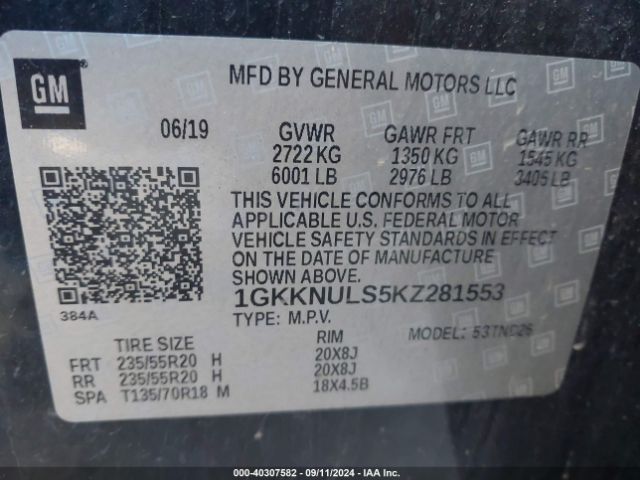 GM
MFD BY GENERAL MOTORS LLC
06/19 GVWR GAWR FRT GAWR RR
2722 KG 1350 KG 1545 KG
6001 LB 2976 LB 3405 LB
THIS VEHICLE CONFORMS TO ALL
APPLICABLE U.S. FEDERAL MOTOR
VEHICLE SAFETY STANDARDS IN EFFECT
ON THE DATE OF MANUFACTURE
SHOWN ABOVE.
384A
1GKKNULS5KZ281553
TYPE: M.P.V. MODEL: 53TND26
TIRE SIZE RIM
FRT 235/55R20 H 20X8J
RR 235/55R20 H 20X8J
SPA T135/70R18 M 18X4.5B
000-40307582 - 09/11/2024 - IAA Inc.